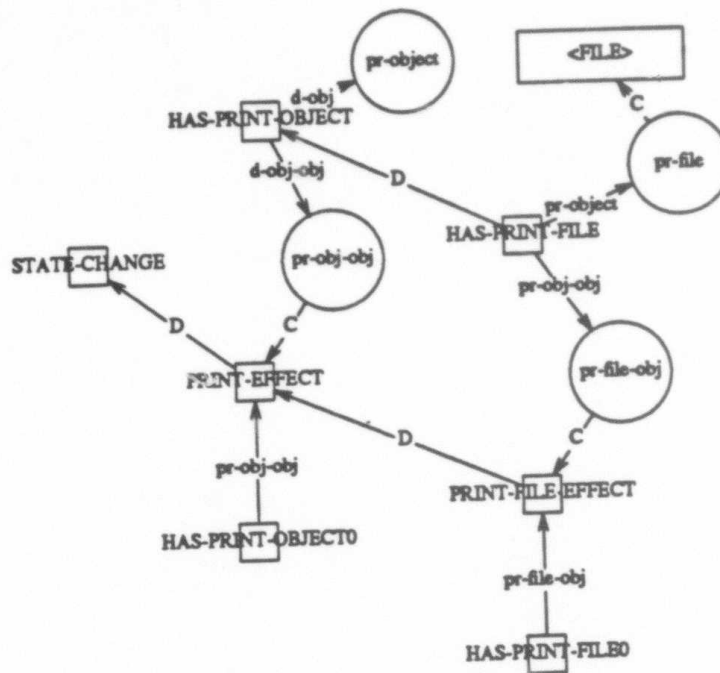 pr-object
<FILE>
d-obj
C
HAS-PRINT-OBJECT
d-obj-obj
D
pr-file
pr-object
HAS-PRINT-FILE
STATE-CHANGE
pr-obj-obj
pr-obj-obj
D
C
pr-file-obj
PRINT-EFFECT
D
C
pr-obj-obj
PRINT-FILE-EFFECT
HAS-PRINT-OBJECT0
pr-file-obj
HAS-PRINT-FILE0